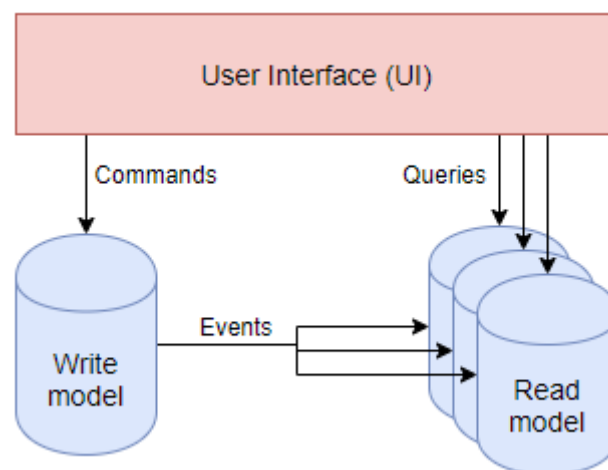 User Interface (UI)
Commands
Queries
Events
Write
model
Read
model